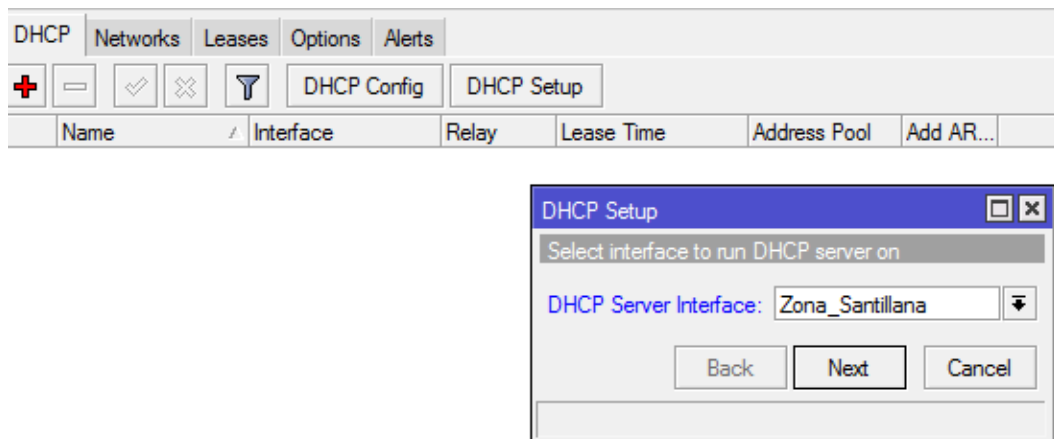 DHCP Networks Leases Options Alerts
DHCP Config DHCP Setup
Name Interface Relay Lease Time Address Pool Add AR...
DHCP Setup
Select interface to run DHCP server on
DHCP Server Interface: Zona_Santillana
Back Next Cancel